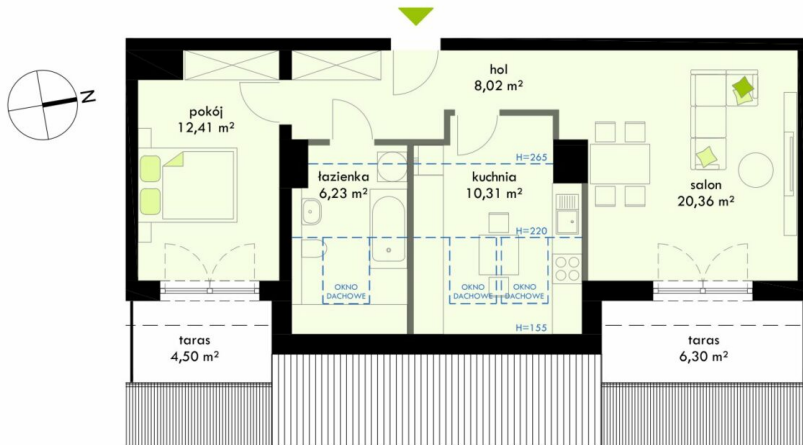 N
hol
8,02 m²
pokój
12,41 m²
łazienka
6,23 m²
H=265
kuchnia
10,31 m²
salon
20,36 m²
H=220
OKNO
DACHOWE
OKNO
DACHOWE
OKNO
DACHOWE
H=155
taras
4,50 m²
taras
6,30 m²